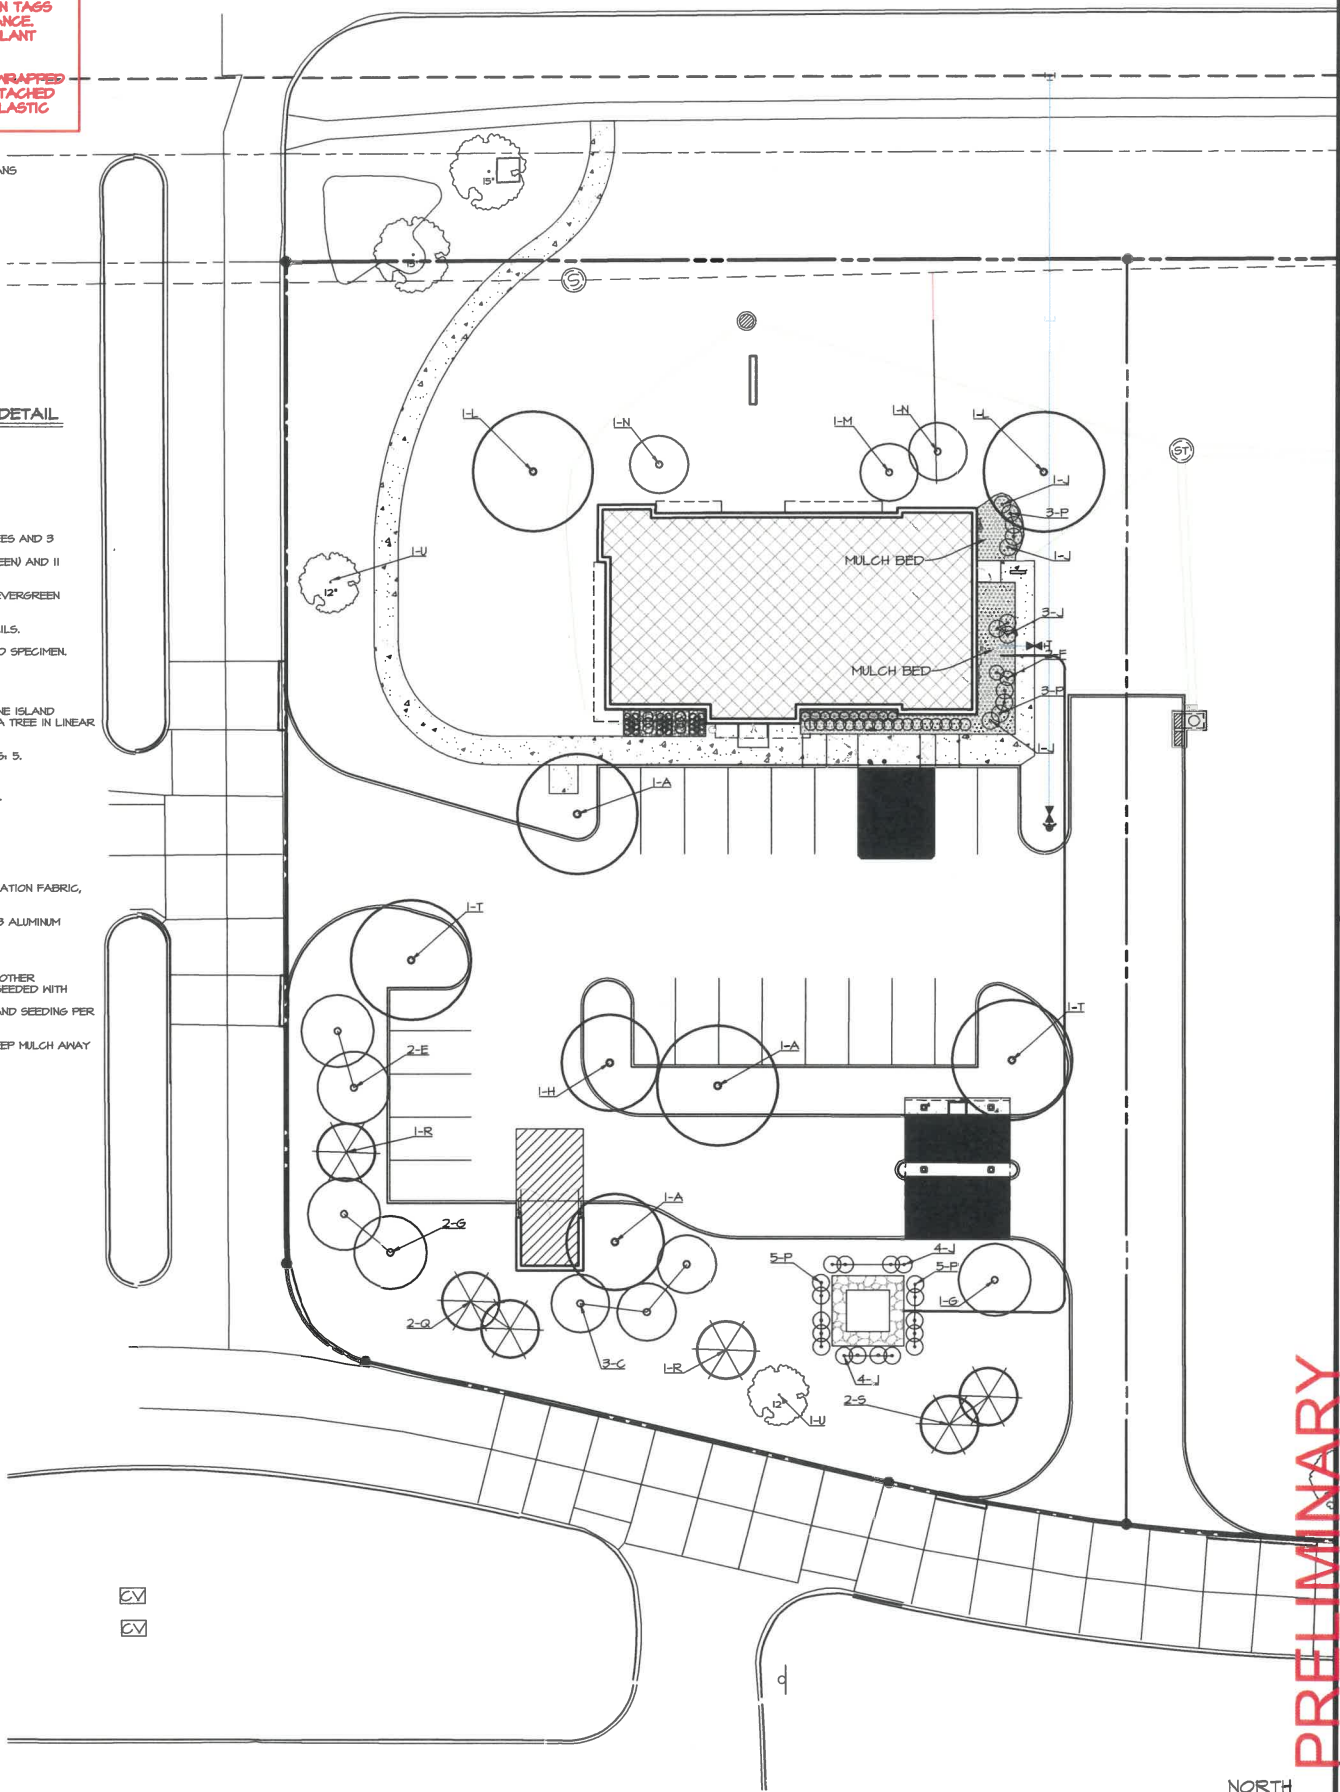 N TAGS
ANCE.
LANT
WRAPPED
TACHED
LASTIC
ANS
15"
15"
S
DETAIL
1-L
1-N
1-M
1-N
1-L
ST
1-J
3-P
1-J
MULCH BED
ES AND 3
EEN) AND 11
EVERGREEN
ILS.
D SPECIMEN.
1-U
12"
3-J
MULCH BED
3-P
1-J
NE ISLAND
A TREE IN LINEAR
S; 5.
1-A
ATION FABRIC,
3 ALUMINUM
1-T
OTHER
SEEDED WITH
AND SEEDING PER
EP MULCH AWAY
2-E
1-H
1-A
1-T
1-R
2-G
1-A
5-P
4-J
5-P
1-G
2-Q
3-C
1-R
4-J
2-S
12"
1-U
CV
CV
PRELIMINARY
NORTH